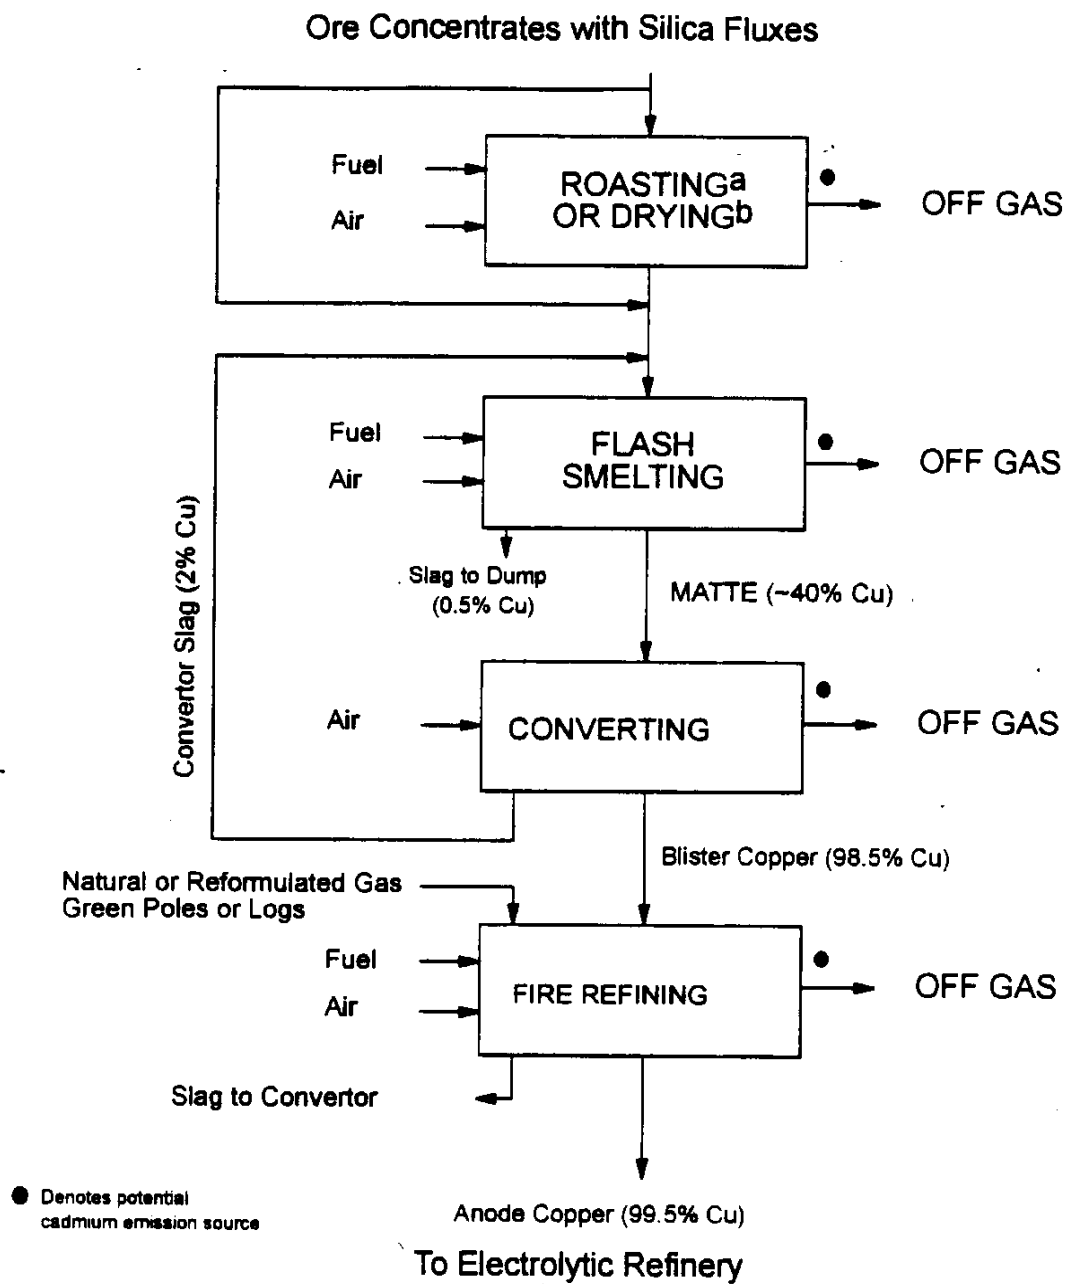 Ore Concentrates with Silica Fluxes
Fuel
Air
ROASTINGa
OR DRYINGb
OFF GAS
Fuel
Air
FLASH
SMELTING
OFF GAS
Convertor Slag (2% Cu)
Slag to Dump
(0.5% Cu)
MATTE (~40% Cu)
Air
CONVERTING
OFF GAS
Blister Copper (98.5% Cu)
Natural or Reformulated Gas
Green Poles or Logs
Fuel
Air
FIRE REFINING
OFF GAS
Slag to Convertor
Denotes potential
cadmium emission source
Anode Copper (99.5% Cu)
To Electrolytic Refinery